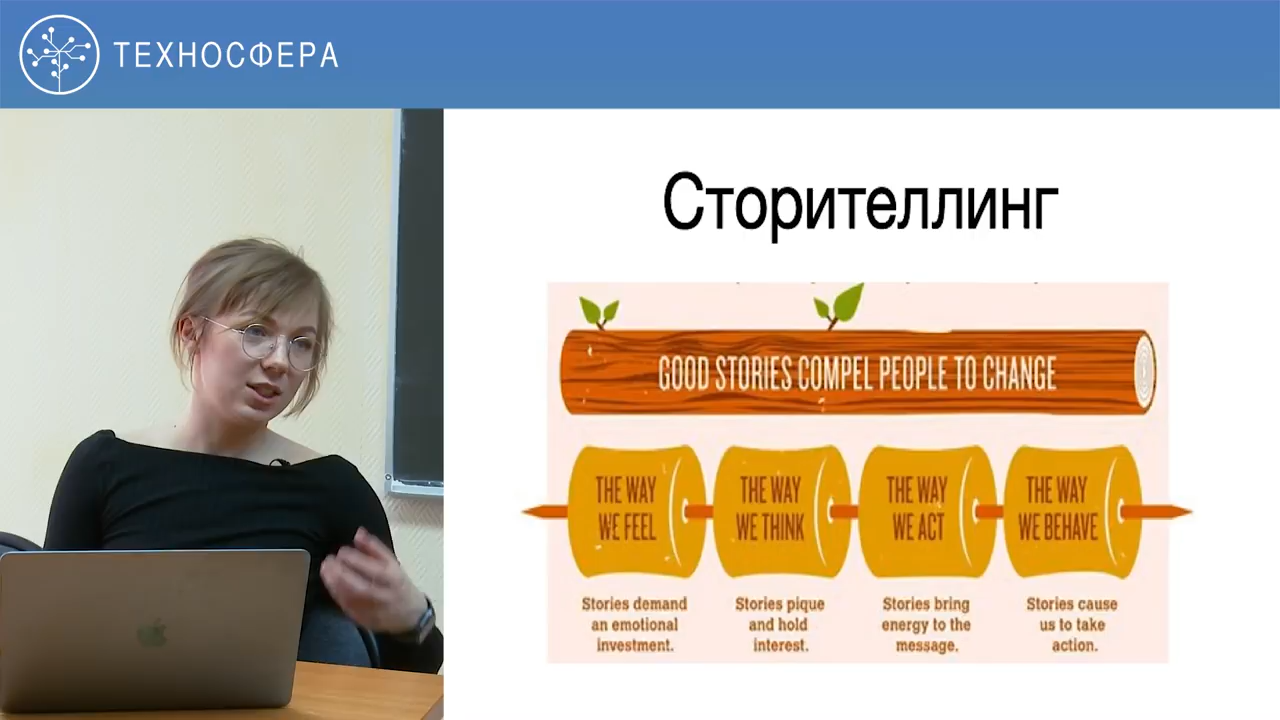 ТЕХНОСФЕРА
Сторителлинг
GOOD STORIES COMPEL PEOPLE TO CHANGE
THE WAY
WE FEEL
THE WAY
WE THINK
THE WAY
WE ACT
THE WAY
WE BEHAVE
Stories demand
an emotional
investment.
Stories pique
and hold
interest.
Stories bring
energy to the
message.
Stories cause
us to take
action.